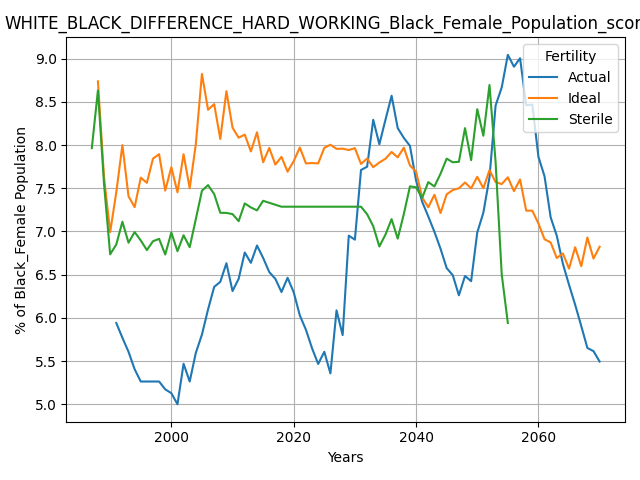 WHITE_BLACK_DIFFERENCE_HARD_WORKING_Black_Female_Population_scor
Fertility
Actual
Ideal
Sterile
% of Black_Female Population
9.0
8.5
8.0
7.5
7.0
6.5
6.0
5.5
5.0
2000 2020 2040 2060
Years